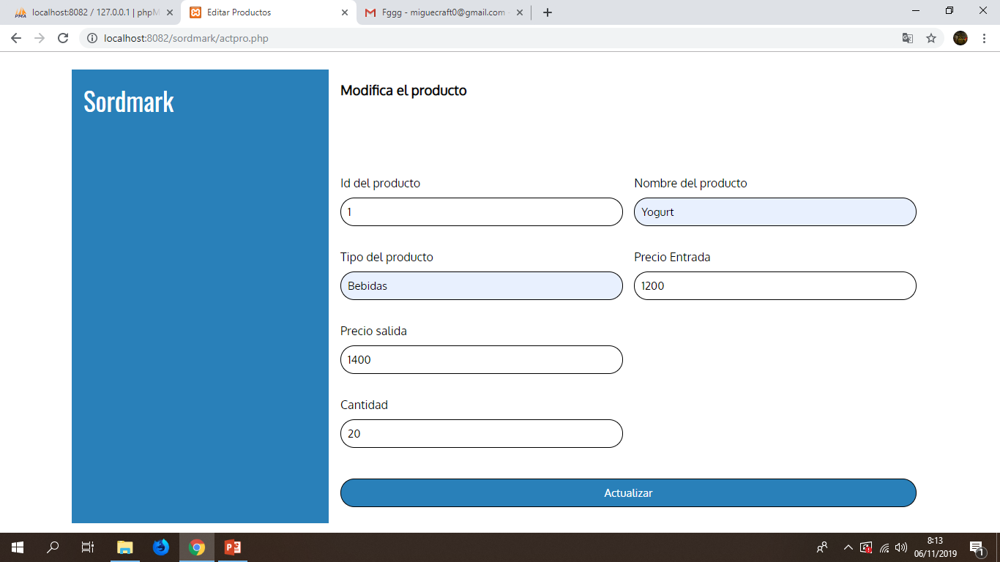 localhost:8082 / 127.0.0.1 | phpM
Editar Productos
Fggg - miguecraft0@gmail.com
localhost:8082/sordmark/actpro.php
Sordmark
Modifica el producto
Id del producto
Nombre del producto
1
Yogurt
Tipo del producto
Precio Entrada
Bebidas
1200
Precio salida
1400
Cantidad
20
Actualizar
8:13
06/11/2019
1